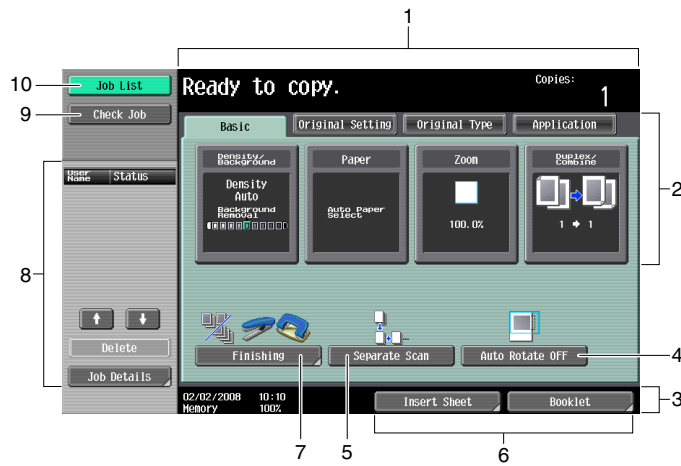 1
10
Job List
Ready to copy.
Copies:
1
9
Check Job
Basic
Original Setting
Original Type
Application
2
Density/
Background
Paper
Zoom
Duplex/
Combine
User
Name
Status
Density
Auto
Background
Removal
Auto Paper
Select
100.0%
1 → 1
8
Delete
Job Details
Finishing
Separate Scan
Auto Rotate OFF
4
02/02/2008 10:10
Memory 100%
Insert Sheet
Booklet
3
7
5
6